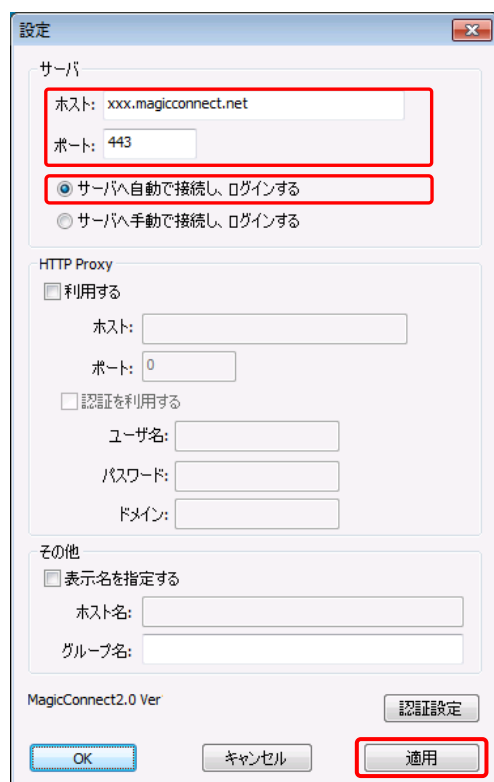 設定
サーバ
ホスト: xxx.magicconnect.net
ポート: 443
サーバへ自動で接続し、ログインする
サーバへ手動で接続し、ログインする
HTTP Proxy
利用する
ホスト:
ポート: 0
認証を利用する
ユーザ名:
パスワード:
ドメイン:
その他
表示名を指定する
ホスト名:
グループ名:
MagicConnect2.0 Ver
認証設定
OK キャンセル 適用